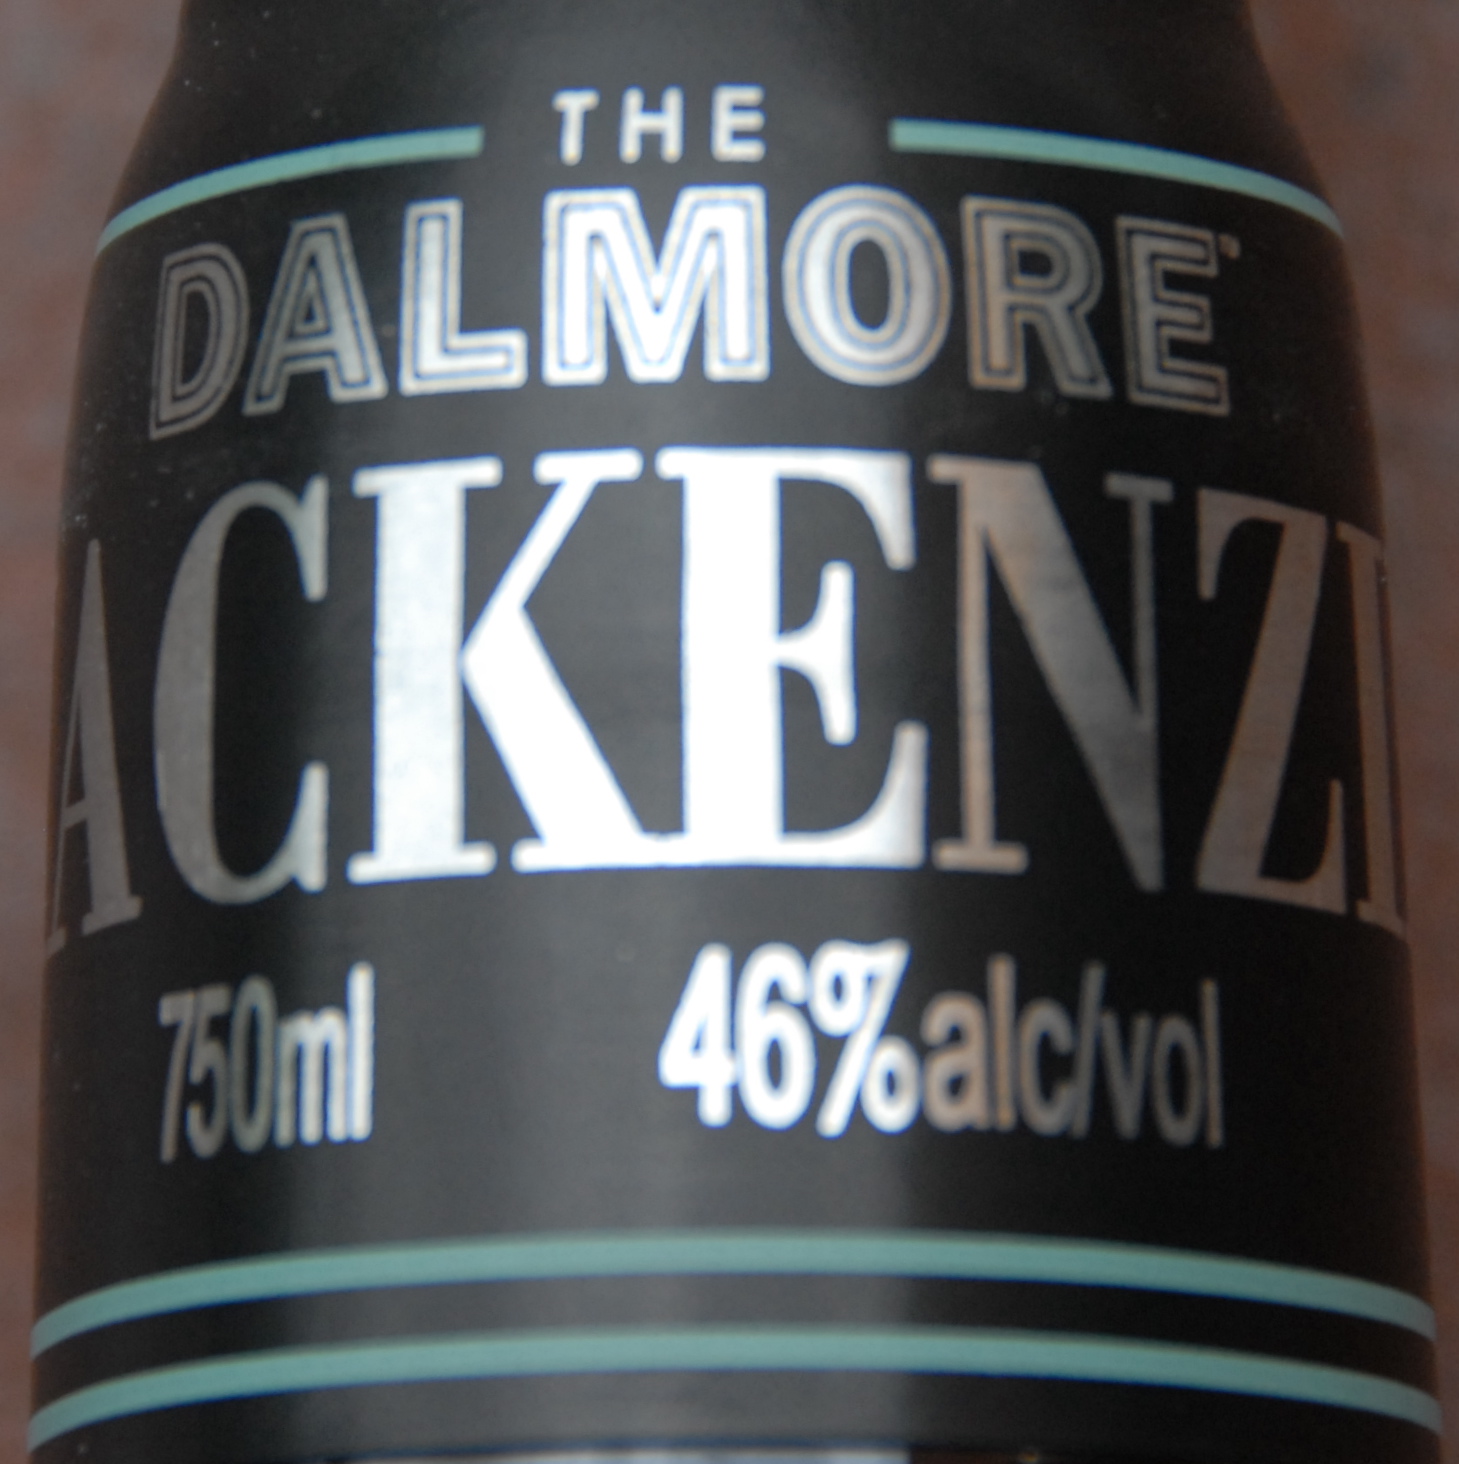 THE
DALMORE
ACKENZI
750ml 46%alc/vol